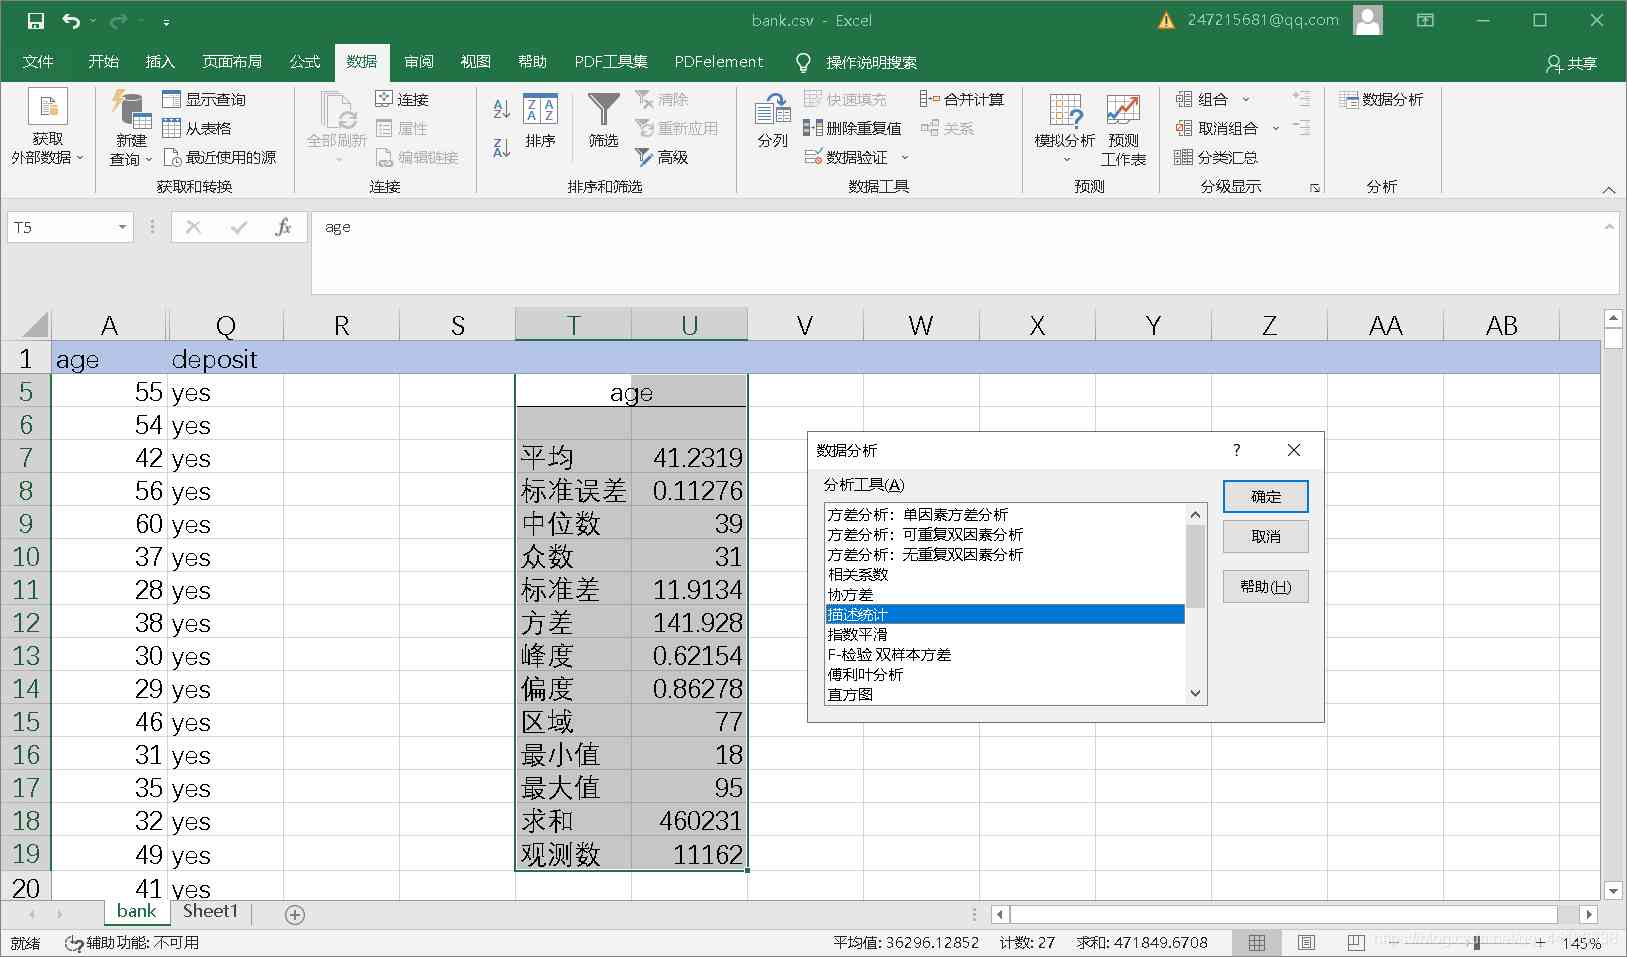 bank.csv - Excel
247215681@qq.com
文件 开始 插入 页面布局 公式 数据 审阅 视图 帮助 PDF工具集 PDFelement 操作说明搜索 共享
获取
外部数据
新建
查询
显示查询
从表格
最近使用的源
获取和转换
全部刷新
连接
属性
编辑链接
连接
排序
筛选
清除
重新应用
高级
排序和筛选
分列
快速填充
删除重复值
数据验证
合并计算
关系
数据工具
模拟分析
预测
工作表
预测
组合
取消组合
分类汇总
分级显示
数据分析
分析
T5 fx age
A Q R S T U V W X Y Z AA AB
1 age deposit
5 55 yes age
6 54 yes
7 42 yes 平均 41.2319
8 56 yes 标准误差 0.11276
9 60 yes 中位数 39
10 37 yes 众数 31
11 28 yes 标准差 11.9134
12 38 yes 方差 141.928
13 30 yes 峰度 0.62154
14 29 yes 偏度 0.86278
15 46 yes 区域 77
16 31 yes 最小值 18
17 35 yes 最大值 95
18 32 yes 求和 460231
19 49 yes 观测数 11162
20 41 yes
数据分析 ?
分析工具(A)
方差分析：单因素方差分析
方差分析：可重复双因素分析
方差分析：无重复双因素分析
相关系数
协方差
描述统计
指数平滑
F-检验 双样本方差
傅利叶分析
直方图
确定
取消
帮助(H)
bank Sheet1
就绪 辅助功能: 不可用 平均值: 36296.12852 计数: 27 求和: 471849.6708 145%